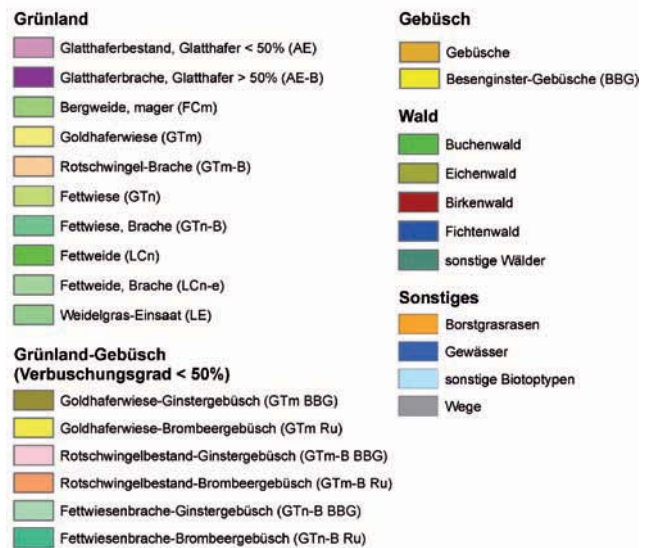 Grünland
Glatthaferbestand, Glatthafer < 50% (AE)
Glatthaferbrache, Glatthafer > 50% (AE-B)
Bergweide, mager (FCm)
Goldhaferwiese (GTm)
Rotschwingel-Brache (GTm-B)
Fettwiese (GTn)
Fettwiese, Brache (GTn-B)
Fettweide (LCn)
Fettweide, Brache (LCn-e)
Weidelgras-Einsaat (LE)
Grünland-Gebüsch
(Verbuschungsgrad < 50%)
Goldhaferwiese-Ginstergebüsch (GTm BBG)
Goldhaferwiese-Brombeergebüsch (GTm Ru)
Rotschwingelbestand-Ginstergebüsch (GTm-B BBG)
Rotschwingelbestand-Brombeergebüsch (GTm-B Ru)
Fettwiesenbrache-Ginstergebüsch (GTn-B BBG)
Fettwiesenbrache-Brombeergebüsch (GTn-B Ru)
Gebüsch
Gebüsche
Besenginster-Gebüsche (BBG)
Wald
Buchenwald
Eichenwald
Birkenwald
Fichtenwald
sonstige Wälder
Sonstiges
Borstgrasrasen
Gewässer
sonstige Biotoptypen
Wege